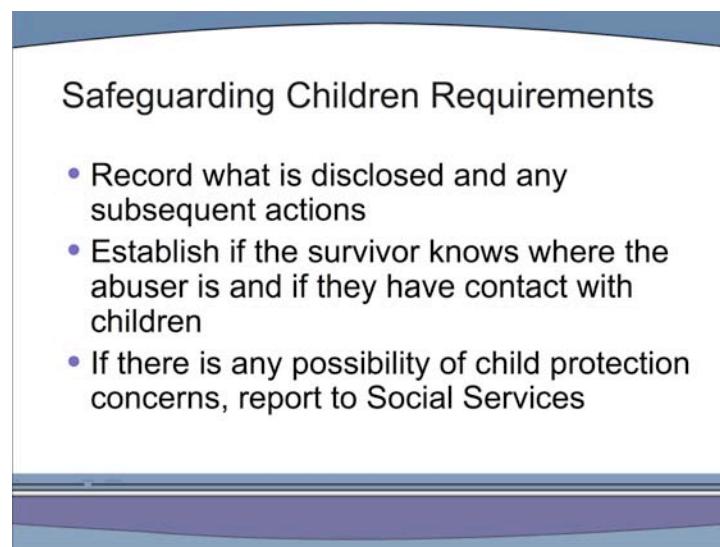 Safeguarding Children Requirements
• Record what is disclosed and any
subsequent actions
• Establish if the survivor knows where the
abuser is and if they have contact with
children
• If there is any possibility of child protection
concerns, report to Social Services